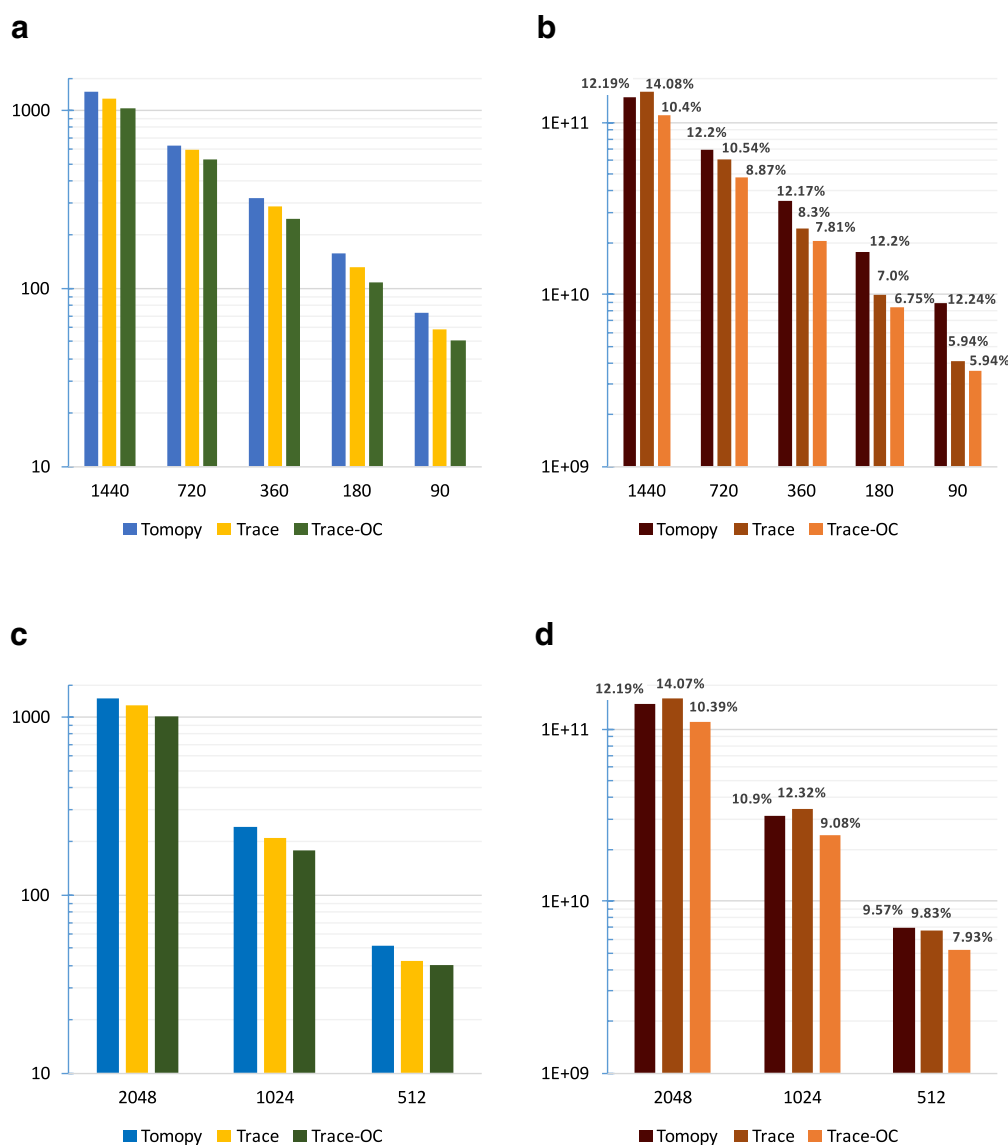 a
1000
100
10
1440 720 360 180 90
Tomopy Trace Trace-OC
b
12.19% 14.08%
10.4%
12.2%
10.54%
8.87%
12.17%
8.3%
7.81%
12.2%
7.0%
6.75%
12.24%
5.94%
5.94%
1E+11
1E+10
1E+09
1440 720 360 180 90
Tomopy Trace Trace-OC
c
1000
100
10
2048 1024 512
Tomopy Trace Trace-OC
d
12.19% 14.07%
10.39%
10.9% 12.32%
9.08%
9.57% 9.83%
7.93%
1E+11
1E+10
1E+09
2048 1024 512
Tomopy Trace Trace-OC